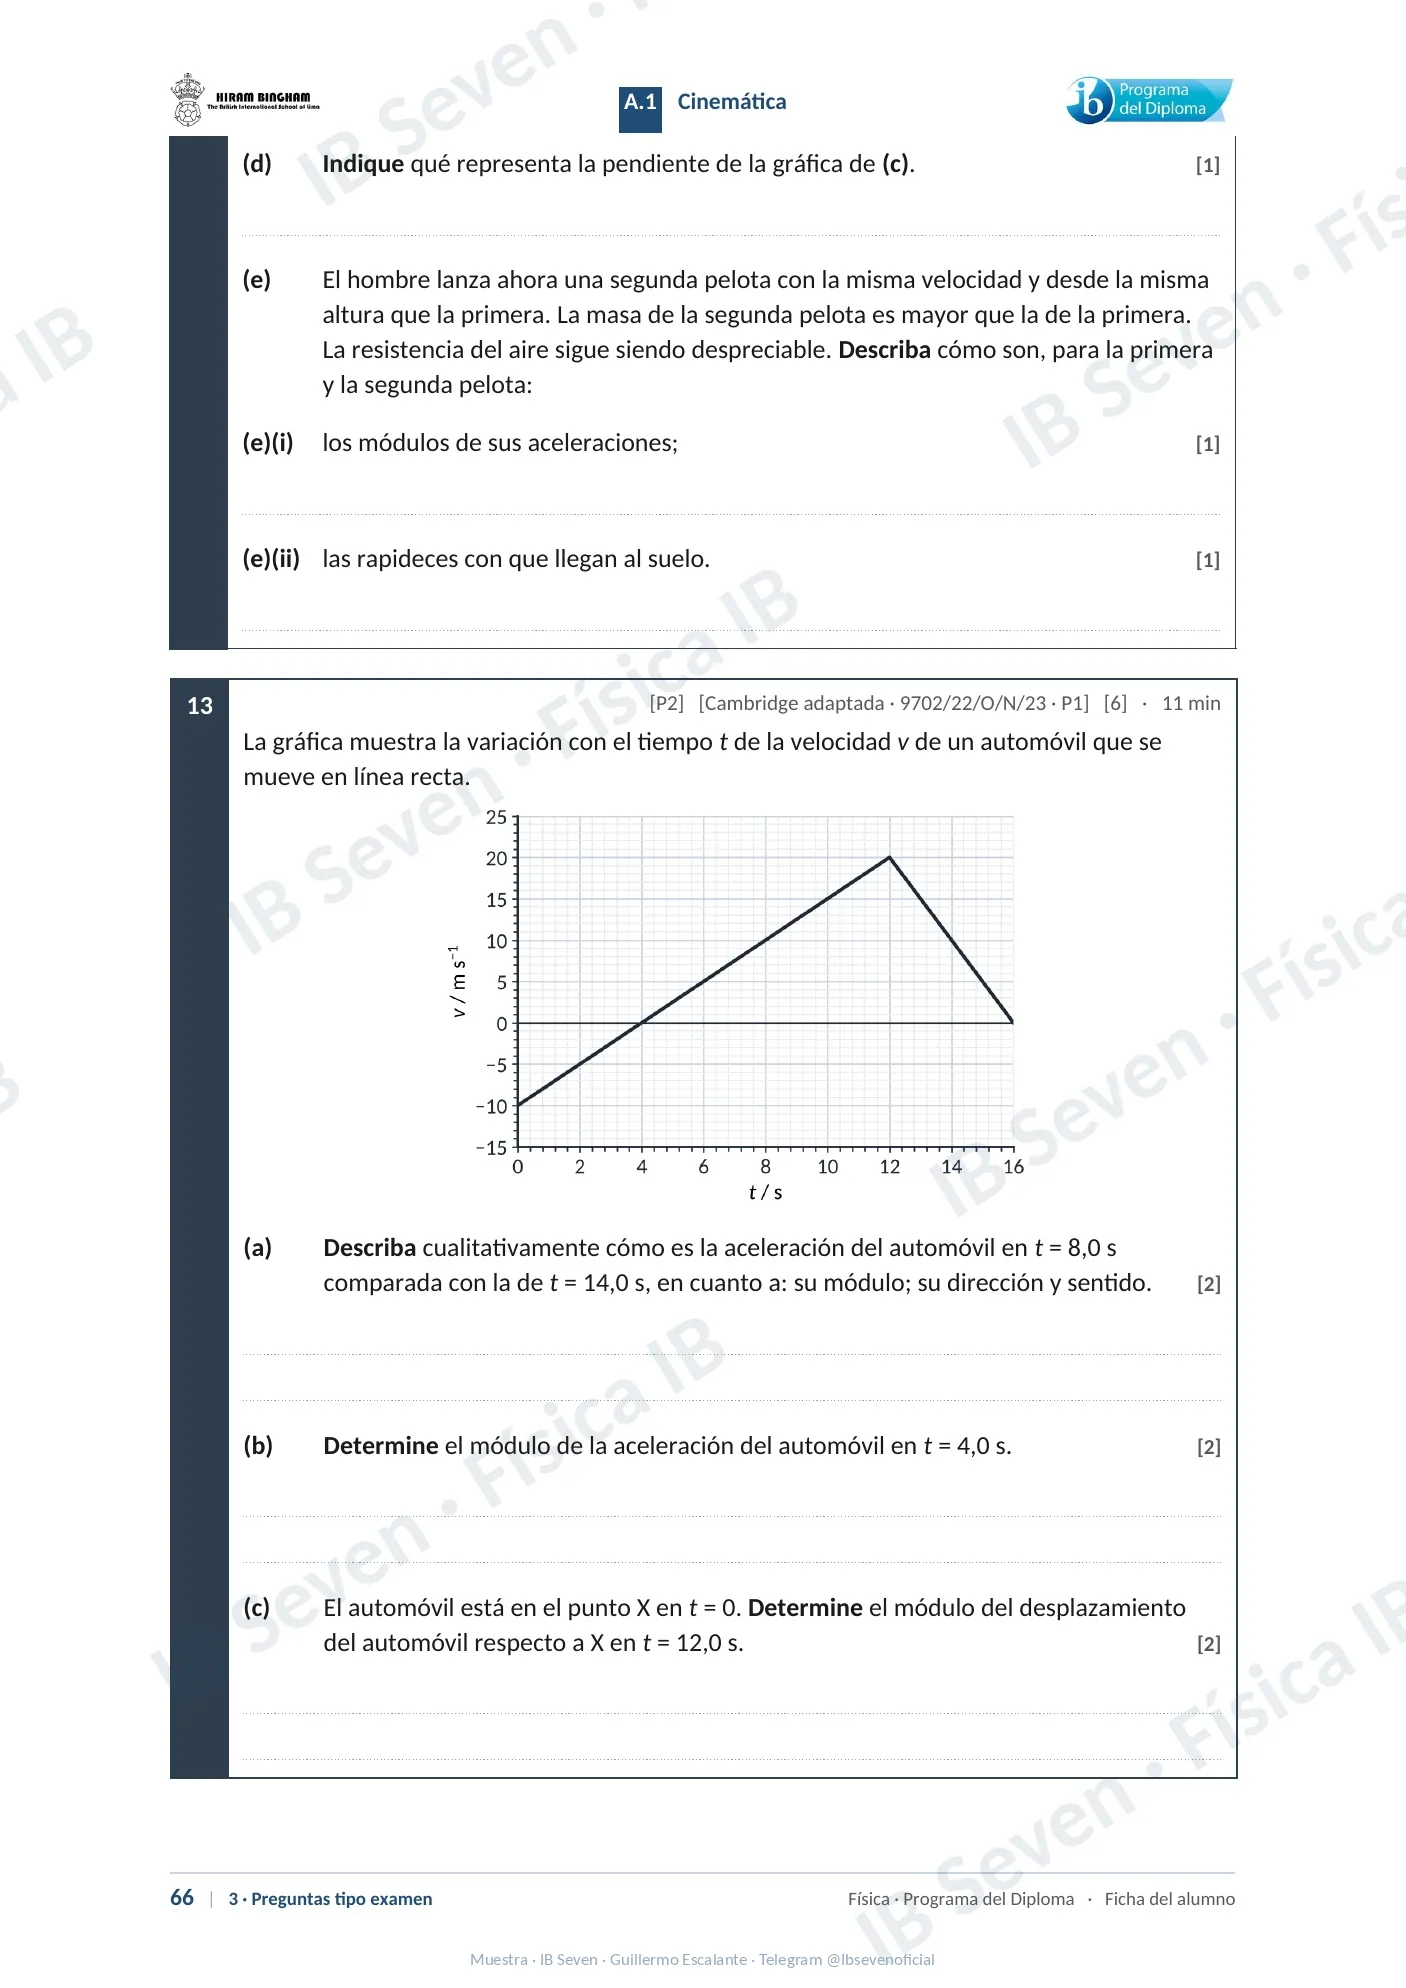 HIRAM BINGHAM
The British International School of Lima
A.1 Cinemática
ib Programa
del Diploma
(d) Indique qué representa la pendiente de la gráfica de (c). [1]
(e) El hombre lanza ahora una segunda pelota con la misma velocidad y desde la misma
altura que la primera. La masa de la segunda pelota es mayor que la de la primera.
La resistencia del aire sigue siendo despreciable. Describa cómo son, para la primera
y la segunda pelota:
(e)(i) los módulos de sus aceleraciones; [1]
(e)(ii) las rapideces con que llegan al suelo. [1]
13 [P2] [Cambridge adaptada · 9702/22/O/N/23 · P1] [6] · 11 min
La gráfica muestra la variación con el tiempo t de la velocidad v de un automóvil que se
mueve en línea recta.
25
20
15
10
5
0
−5
−10
−15
v / m s⁻¹
0 2 4 6 8 10 12 14 16
t / s
(a) Describa cualitativamente cómo es la aceleración del automóvil en t = 8,0 s
comparada con la de t = 14,0 s, en cuanto a: su módulo; su dirección y sentido. [2]
(b) Determine el módulo de la aceleración del automóvil en t = 4,0 s. [2]
(c) El automóvil está en el punto X en t = 0. Determine el módulo del desplazamiento
del automóvil respecto a X en t = 12,0 s. [2]
66 | 3 · Preguntas tipo examen Física · Programa del Diploma · Ficha del alumno
Muestra · IB Seven · Guillermo Escalante · Telegram @Ibsevenoficial
IB Seven · Física IB